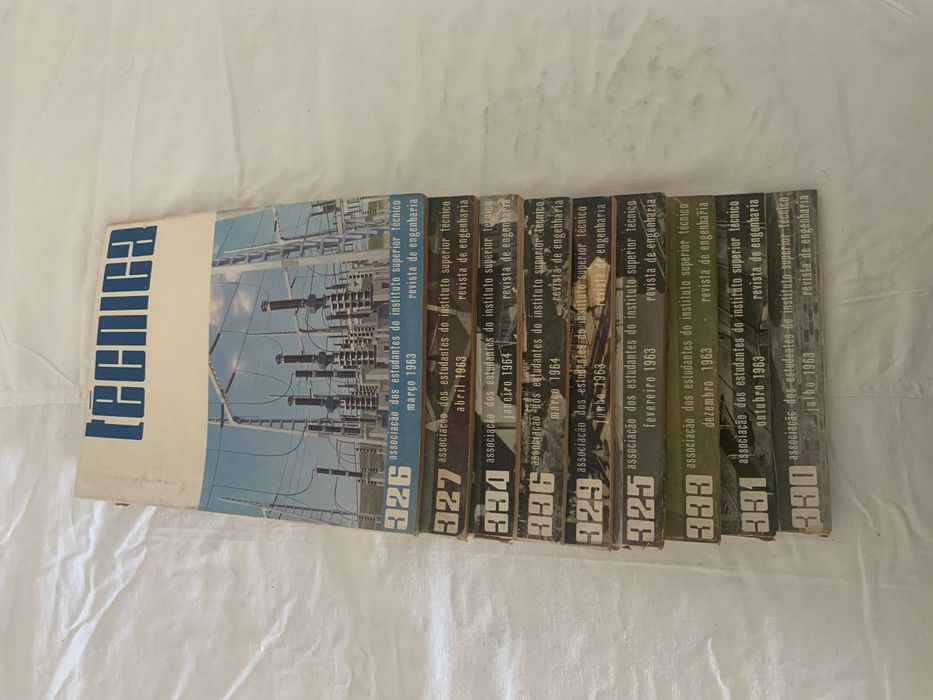 tecnica
associação dos estudantes do instituto superior técnico
326 março 1963 revista de engenharia
associação dos estudantes do instituto superior técnico
327 abril 1963 revista de engenharia
associação dos estudantes do instituto superior técnico
334 janeiro 1964 revista de engenharia
associação dos estudantes do instituto superior técnico
336 março 1964 revista de engenharia
associação dos estudantes do instituto superior técnico
329 junho 1963 revista de engenharia
associação dos estudantes do instituto superior técnico
325 fevereiro 1963 revista de engenharia
associação dos estudantes do instituto superior técnico
333 dezembro 1963 revista de engenharia
associação dos estudantes do instituto superior técnico
331 outubro 1963 revista de engenharia
associação dos estudantes do instituto superior técnico
330 julho 1963 revista de engenharia